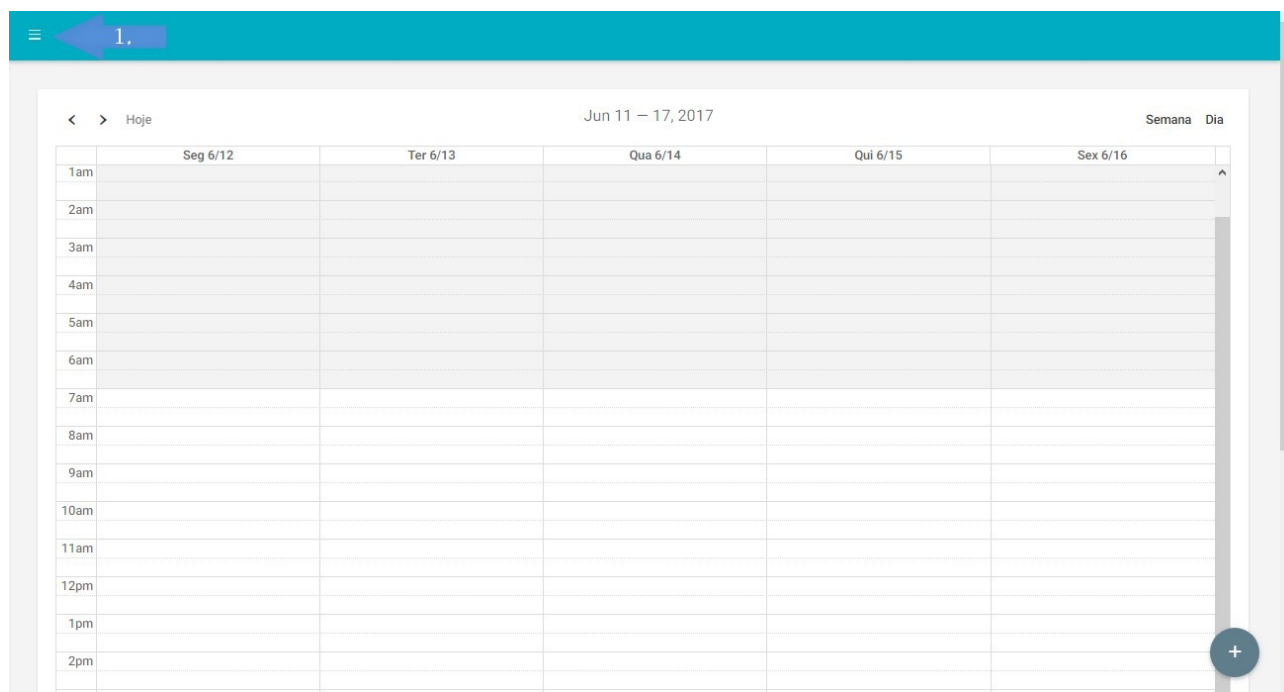 1.
Hoje
Jun 11 — 17, 2017
Semana Dia
Seg 6/12 Ter 6/13 Qua 6/14 Qui 6/15 Sex 6/16
1am
2am
3am
4am
5am
6am
7am
8am
9am
10am
11am
12pm
1pm
2pm
+